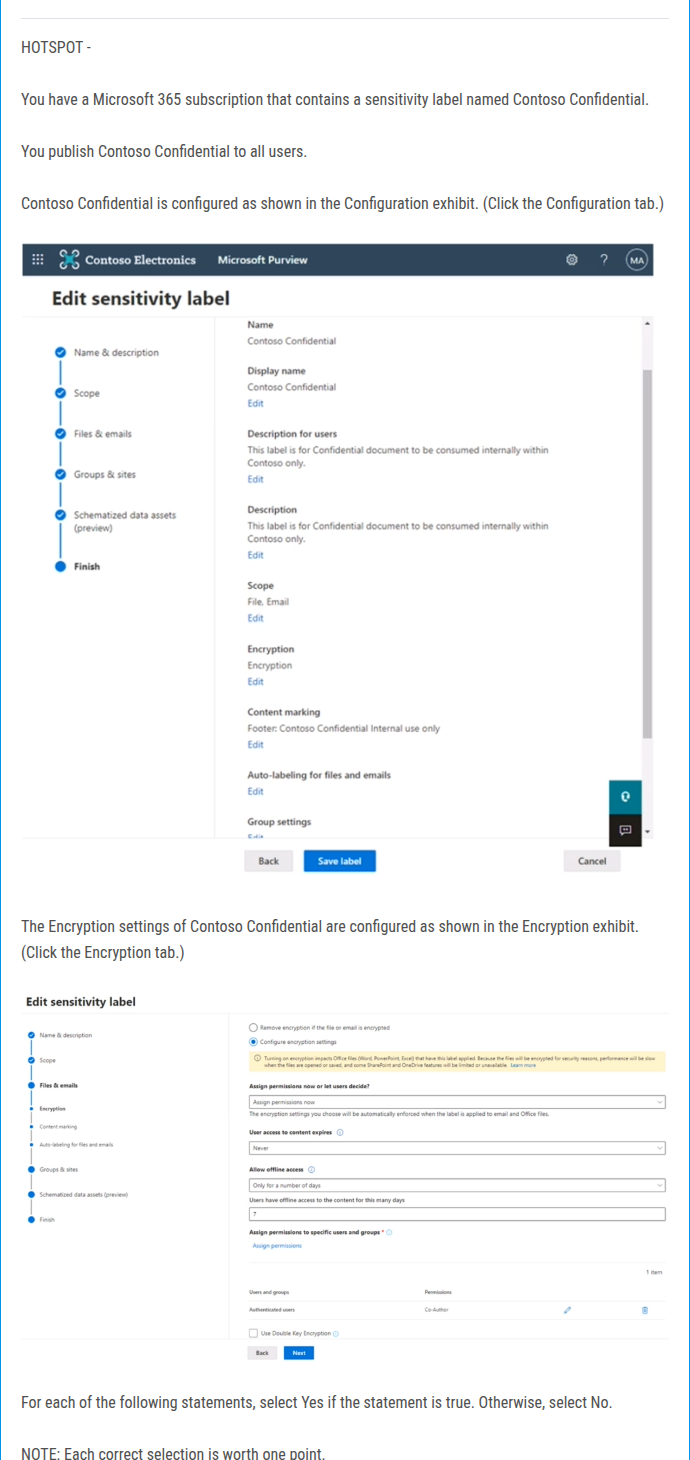 HOTSPOT -
You have a Microsoft 365 subscription that contains a sensitivity label named Contoso Confidential.
You publish Contoso Confidential to all users.
Contoso Confidential is configured as shown in the Configuration exhibit. (Click the Configuration tab.)
Contoso Electronics Microsoft Purview ? MA
Edit sensitivity label
Name & description
Scope
Files & emails
Groups & sites
Schematized data assets
(preview)
Finish
Name
Contoso Confidential
Display name
Contoso Confidential
Edit
Description for users
This label is for Confidential document to be consumed internally within
Contoso only.
Edit
Description
This label is for Confidential document to be consumed internally within
Contoso only.
Edit
Scope
File, Email
Edit
Encryption
Encryption
Edit
Content marking
Footer: Contoso Confidential Internal use only
Edit
Auto-labeling for files and emails
Edit
Group settings
Edit
Back Save label Cancel
The Encryption settings of Contoso Confidential are configured as shown in the Encryption exhibit.
(Click the Encryption tab.)
Edit sensitivity label
Name & description
Scope
Files & emails
Encryption
Content marking
Auto-labeling for files and emails
Groups & sites
Schematized data assets (preview)
Finish
Remove encryption if the file or email is encrypted
Configure encryption settings
Turning on encryption impacts Office files (Word, PowerPoint, Excel) that have this label applied. Because the files will be encrypted for security reasons, performance will be slow
when the files are opened or saved, and some SharePoint and OneDrive features will be limited or unavailable. Learn more
Assign permissions now or let users decide?
Assign permissions now
The encryption settings you choose will be automatically enforced when the label is applied to email and Office files.
User access to content expires
Never
Allow offline access
Only for a number of days
Users have offline access to the content for this many days
7
Assign permissions to specific users and groups *
Assign permissions
1 item
Users and groups Permissions
Authenticated users Co-Author
Use Double Key Encryption
Back Next
For each of the following statements, select Yes if the statement is true. Otherwise, select No.
NOTE: Each correct selection is worth one point.